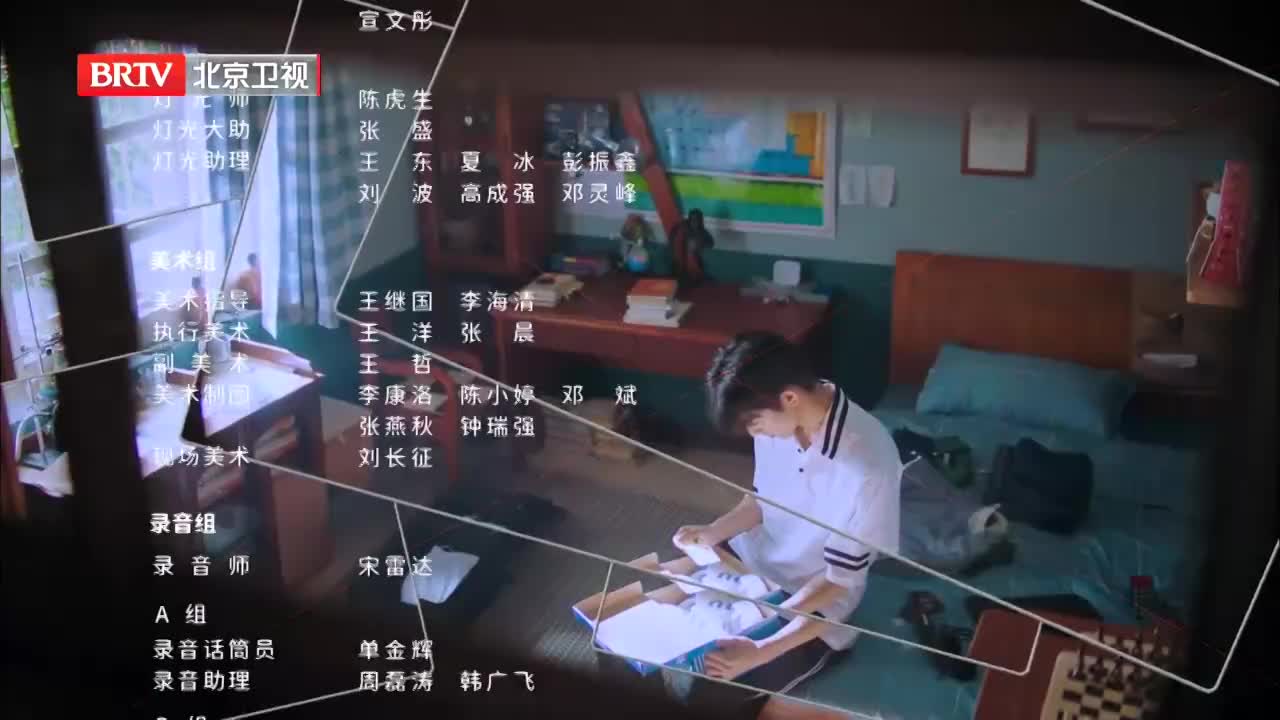 宣文彤
BRTV 北京卫视
灯光师 陈虎生
灯光大助 张 盛
灯光助理 王 东 夏 冰 彭振鑫
刘 波 高成强 邓灵峰
美术组
美术指导 王继国 李海清
执行美术 王 洋 张 晨
副美术 王 哲
美术制图 李康洛 陈小婷 邓 斌
张燕秋 钟瑞强
现场美术 刘长征
录音组
录音师 宋雷达
A 组
录音话筒员 单金辉
录音助理 周磊涛 韩广飞